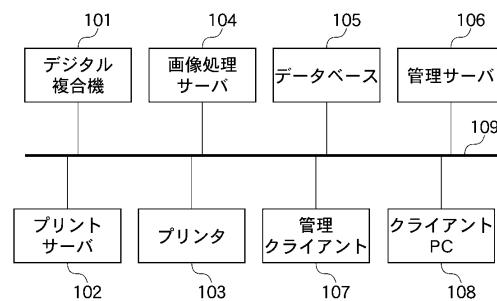 101
104
105
106
デジタル
複合機
画像処理
サーバ
データベース
管理サーバ
109
プリント
サーバ
プリンタ
管理
クライアント
クライアント
PC
102
103
107
108